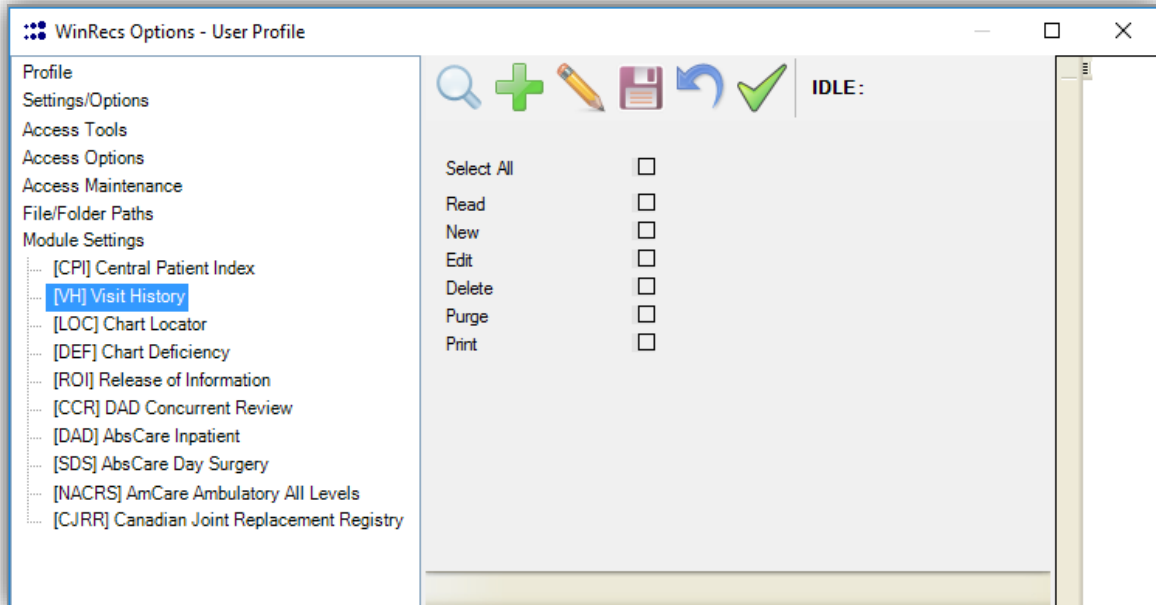 WinRecs Options - User Profile
Profile
Settings/Options
Access Tools
Access Options
Access Maintenance
File/Folder Paths
Module Settings
[CPI] Central Patient Index
[VH] Visit History
[LOC] Chart Locator
[DEF] Chart Deficiency
[ROI] Release of Information
[CCR] DAD Concurrent Review
[DAD] AbsCare Inpatient
[SDS] AbsCare Day Surgery
[NACRS] AmCare Ambulatory All Levels
[CJRR] Canadian Joint Replacement Registry
IDLE:
Select All
Read
New
Edit
Delete
Purge
Print